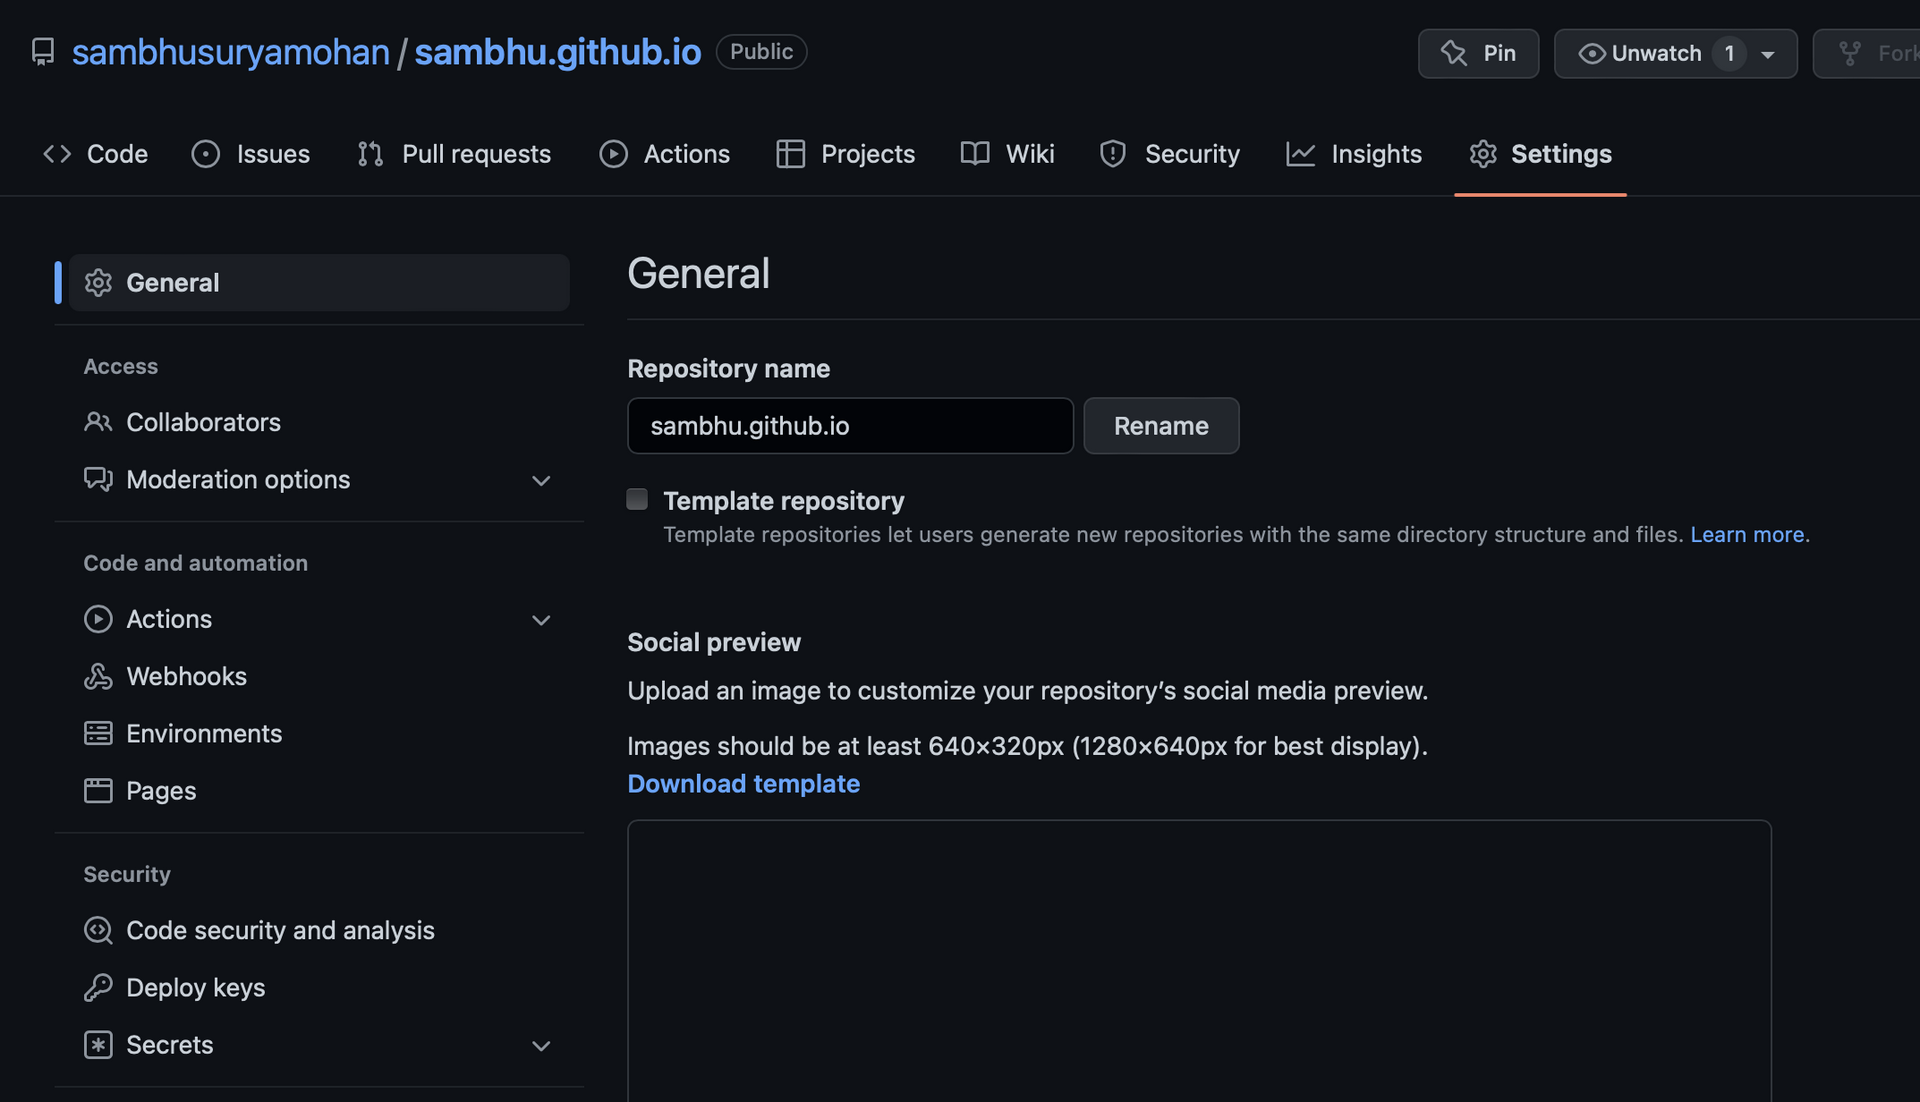 sambhusuryamohan / sambhu.github.io Public
Pin
Unwatch 1
Fork
Code
Issues
Pull requests
Actions
Projects
Wiki
Security
Insights
Settings
General
Access
Collaborators
Moderation options
Code and automation
Actions
Webhooks
Environments
Pages
Security
Code security and analysis
Deploy keys
Secrets
General
Repository name
sambhu.github.io
Rename
Template repository
Template repositories let users generate new repositories with the same directory structure and files. Learn more.
Social preview
Upload an image to customize your repository’s social media preview.
Images should be at least 640×320px (1280×640px for best display).
Download template